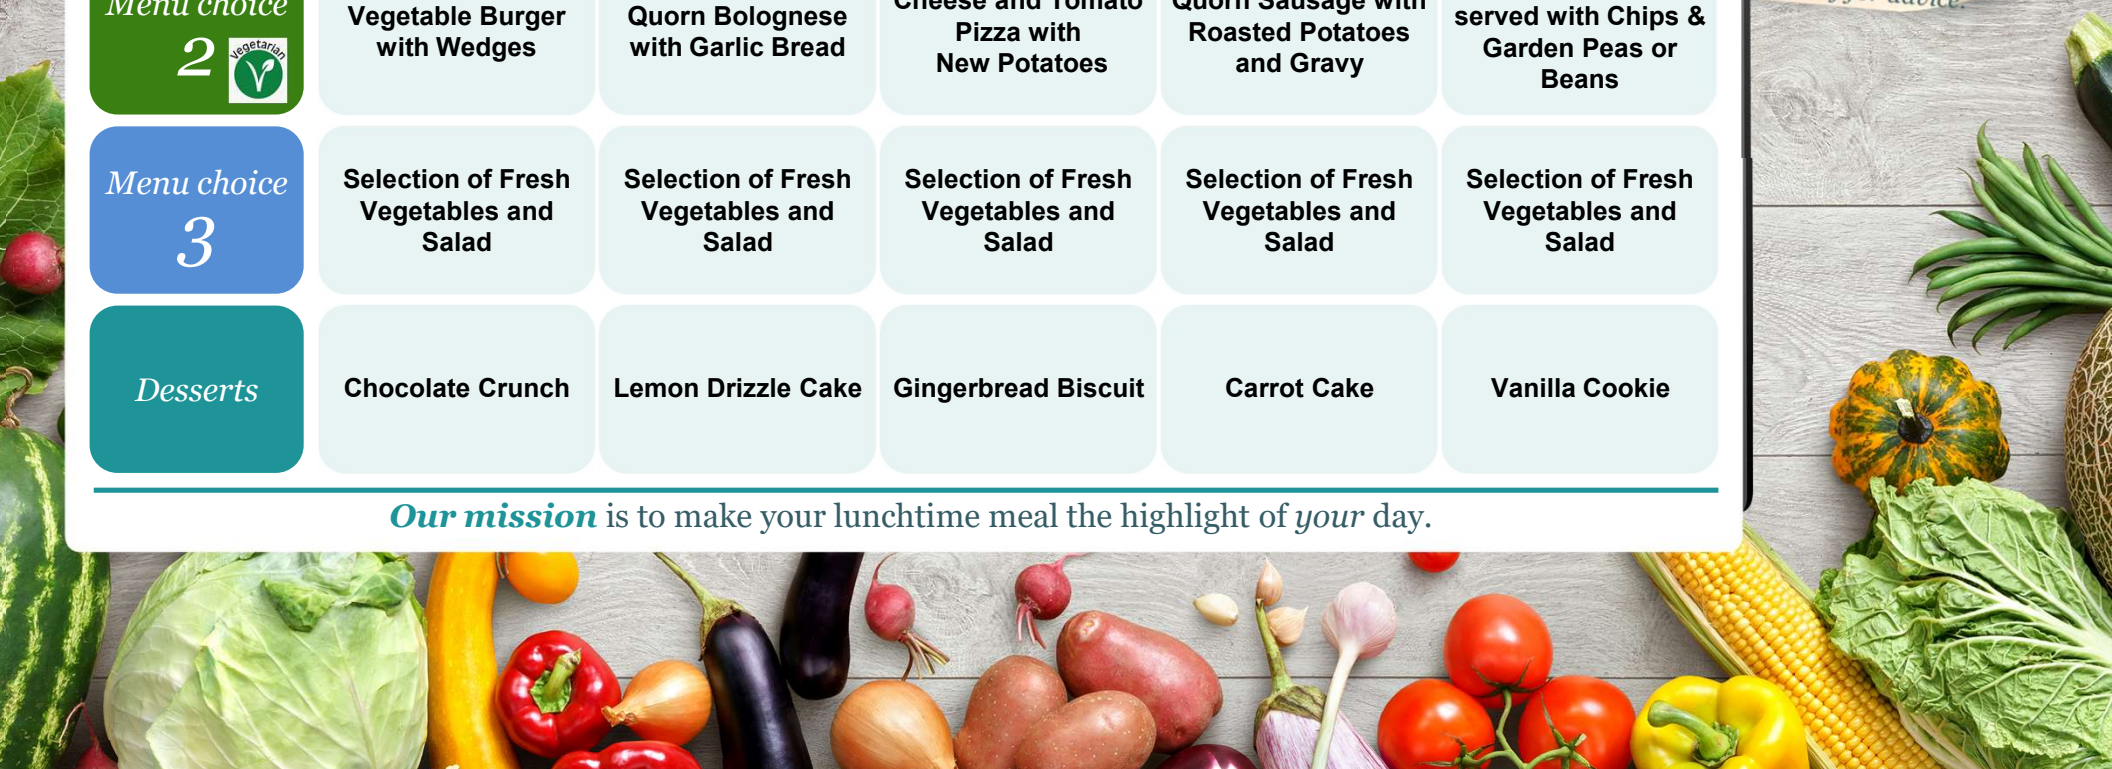 Menu choice
2
Vegetarian
V
Vegetable Burger
with Wedges
Quorn Bolognese
with Garlic Bread
Cheese and Tomato
Pizza with
New Potatoes
Quorn Sausage with
Roasted Potatoes
and Gravy
served with Chips &
Garden Peas or
Beans
for advice.
Menu choice
3
Selection of Fresh
Vegetables and
Salad
Selection of Fresh
Vegetables and
Salad
Selection of Fresh
Vegetables and
Salad
Selection of Fresh
Vegetables and
Salad
Selection of Fresh
Vegetables and
Salad
Desserts
Chocolate Crunch
Lemon Drizzle Cake
Gingerbread Biscuit
Carrot Cake
Vanilla Cookie
Our mission is to make your lunchtime meal the highlight of your day.